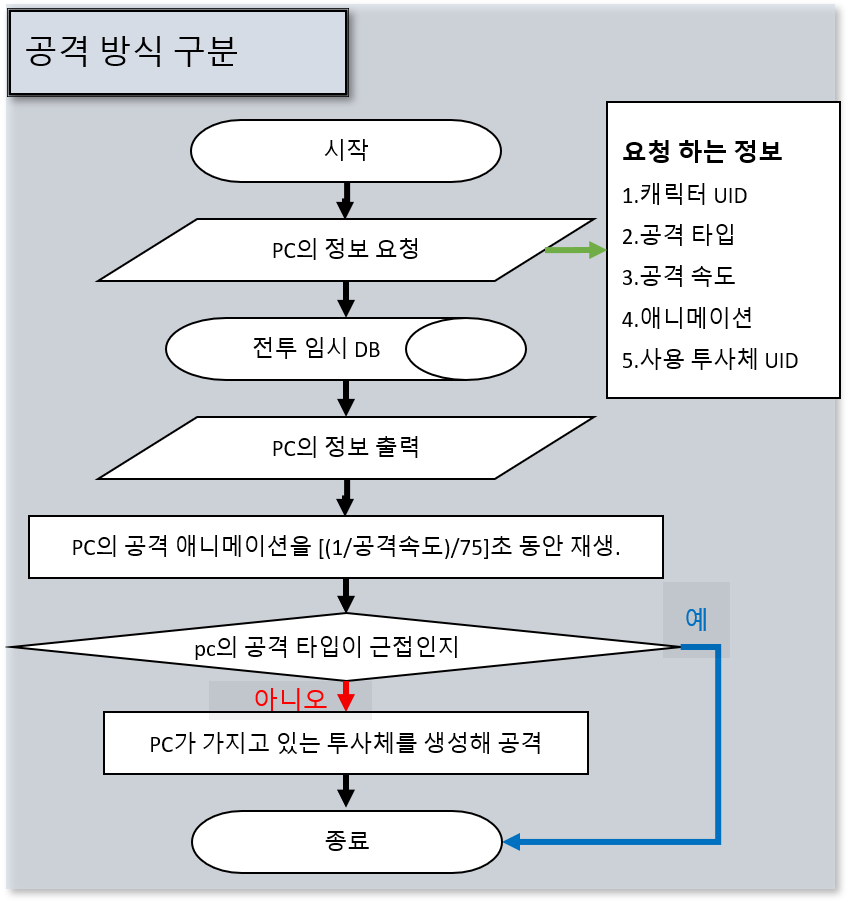 공격 방식 구분
시작
PC의 정보 요청
요청 하는 정보
1.캐릭터 UID
2.공격 타입
3.공격 속도
4.애니메이션
5.사용 투사체 UID
전투 임시 DB
PC의 정보 출력
PC의 공격 애니메이션을 [(1/공격속도)/75]초 동안 재생.
pc의 공격 타입이 근접인지
예
아니오
PC가 가지고 있는 투사체를 생성해 공격
종료